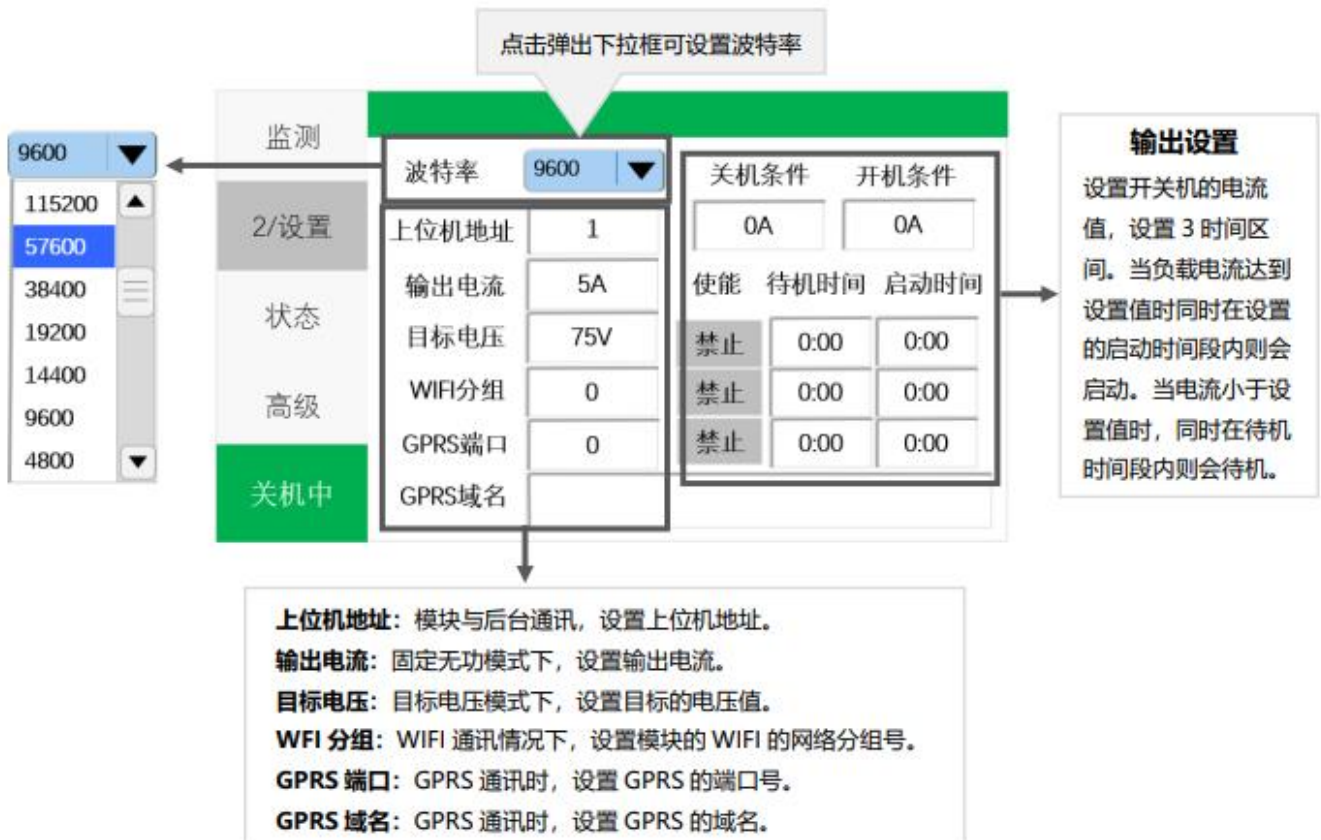 点击弹出下拉框可设置波特率
9600
115200
57600
38400
19200
14400
9600
4800
监测
2/设置
状态
高级
关机中
波特率 9600
上位机地址 1
输出电流 5A
目标电压 75V
WIFI分组 0
GPRS端口 0
GPRS域名
关机条件 开机条件
0A 0A
使能 待机时间 启动时间
禁止 0:00 0:00
禁止 0:00 0:00
禁止 0:00 0:00
输出设置
设置开关机的电流
值，设置 3 时间区
间。当负载电流达到
设置值时同时在设置
的启动时间段内则会
启动。当电流小于设
置值时，同时在待机
时间段内则会待机。
上位机地址：模块与后台通讯，设置上位机地址。
输出电流：固定无功模式下，设置输出电流。
目标电压：目标电压模式下，设置目标的电压值。
WFI 分组：WIFI 通讯情况下，设置模块的 WIFI 的网络分组号。
GPRS 端口：GPRS 通讯时，设置 GPRS 的端口号。
GPRS 域名：GPRS 通讯时，设置 GPRS 的域名。